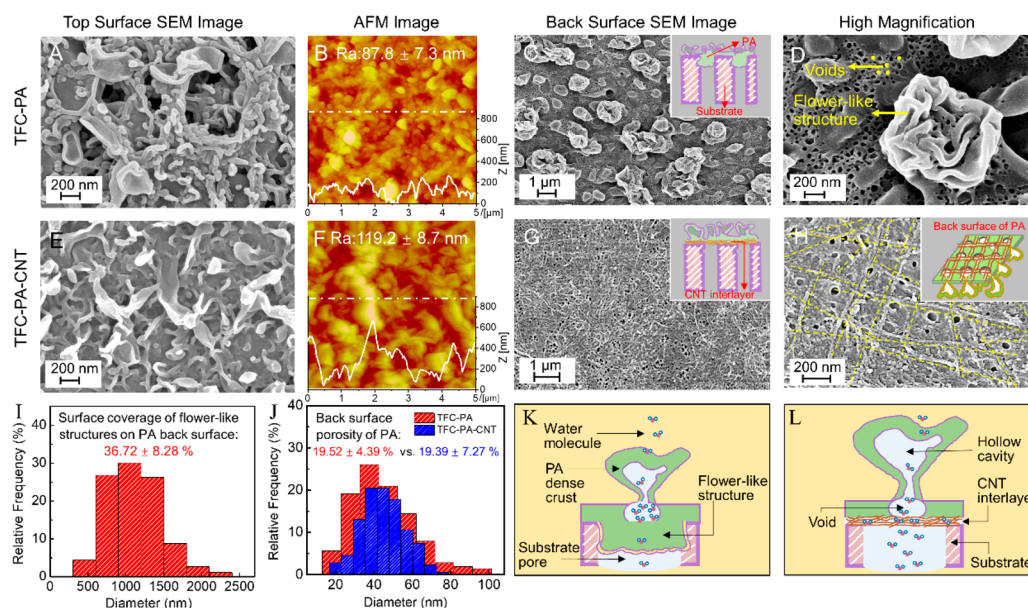 Top Surface SEM Image
AFM Image
Back Surface SEM Image
High Magnification
TFC-PA
A
200 nm
B Ra:87.8 ± 7.3 nm
800
600
400
200
0
Z [nm]
0 1 2 3 4 5/[µm]
C
PA
Substrate
1 µm
D
Voids
Flower-like
structure
200 nm
TFC-PA-CNT
E
200 nm
F Ra:119.2 ± 8.7 nm
800
600
400
200
0
Z [nm]
0 1 2 3 4 5/[µm]
G
CNT interlayer
1 µm
H
Back surface of PA
200 nm
I
Surface coverage of flower-like
structures on PA back surface:
36.72 ± 8.28 %
Relative Frequency (%)
40
30
20
10
0
500 1000 1500 2000 2500
Diameter (nm)
J
TFC-PA
TFC-PA-CNT
Back surface
porosity of PA:
19.52 ± 4.39 % vs. 19.39 ± 7.27 %
Relative Frequency (%)
40
30
20
10
0
20 40 60 80 100
Diameter (nm)
K
Water
molecule
PA
dense
crust
Flower-like
structure
Substrate
pore
L
Hollow
cavity
CNT
interlaye
Void
Substrate